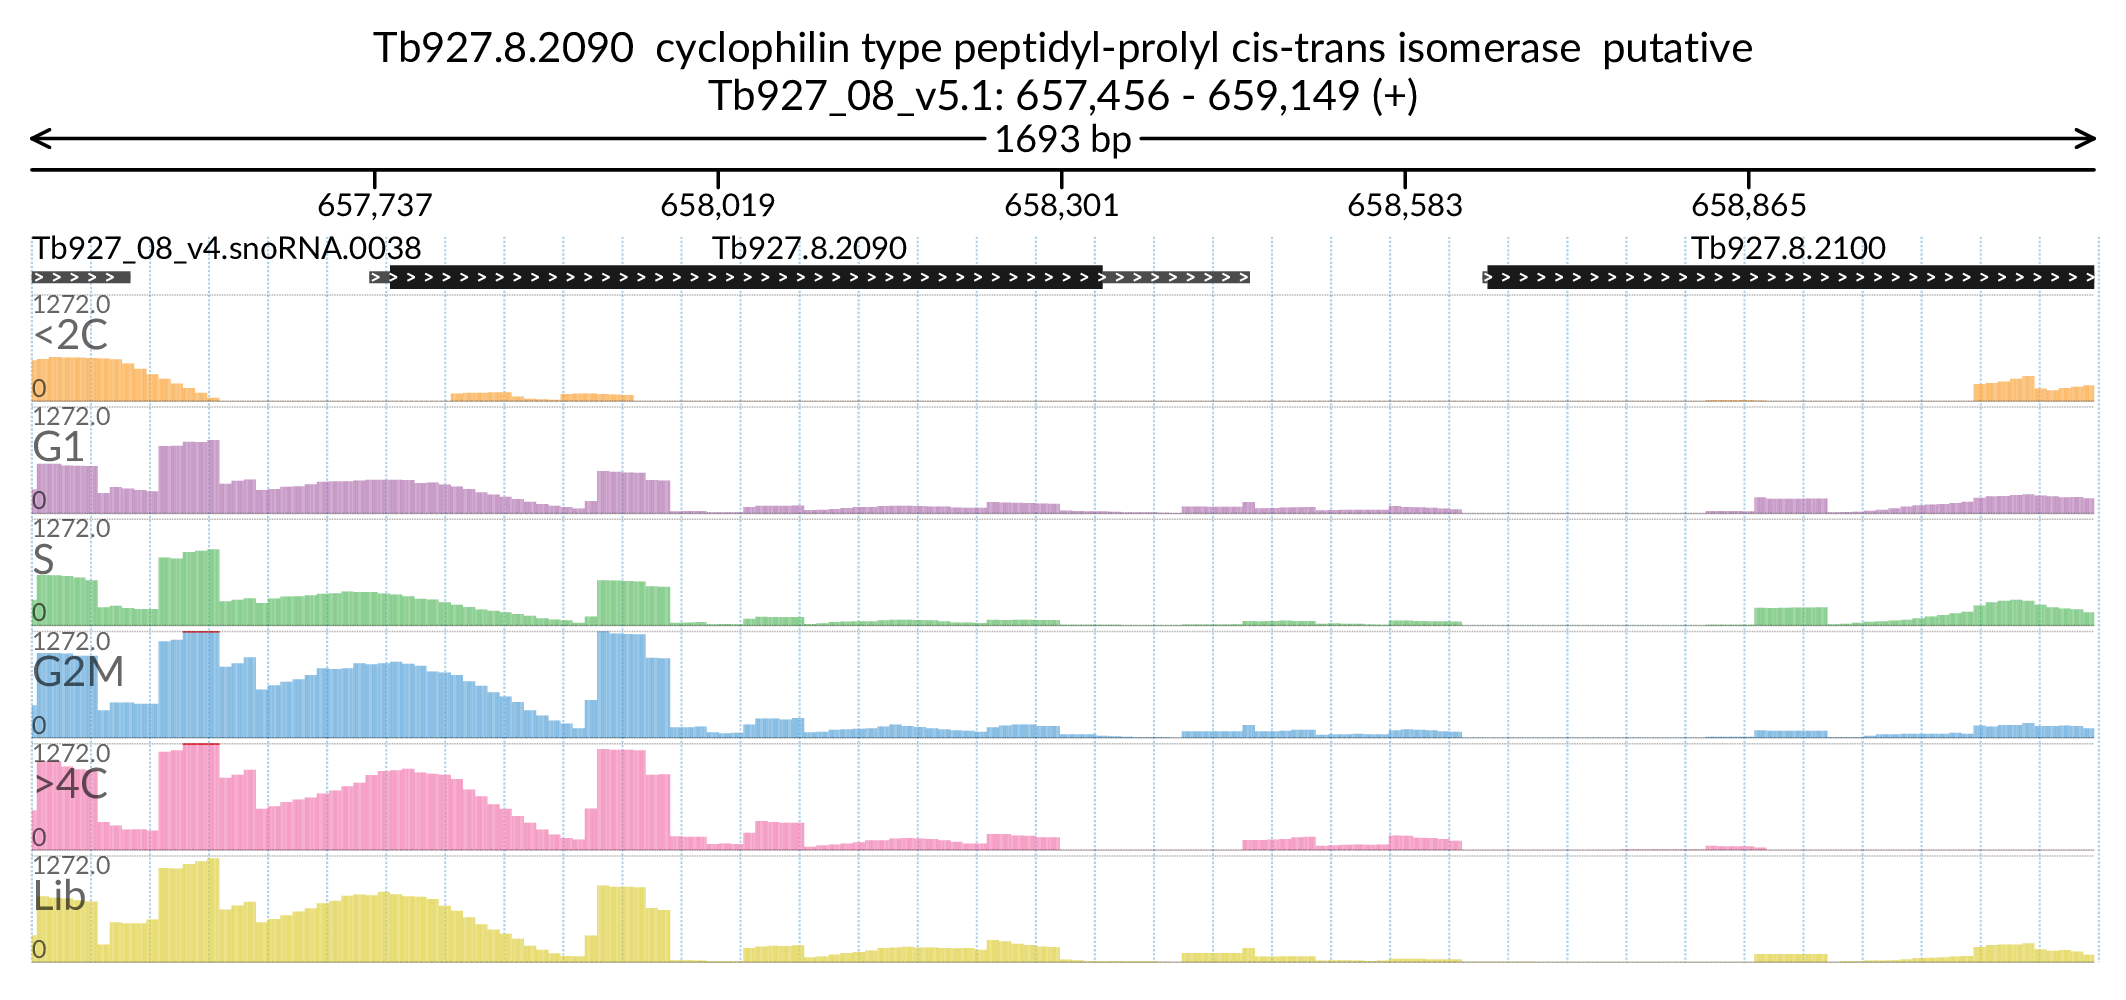 Tb927.8.2090  cyclophilin type peptidyl-prolyl cis-trans isomerase  putative
Tb927_08_v5.1: 657,456 - 659,149 (+)
1693 bp
657,737 658,019 658,301 658,583 658,865
Tb927_08_v4.snoRNA.0038 Tb927.8.2090 Tb927.8.2100
1272.0
<2C
0
1272.0
G1
0
1272.0
S
0
1272.0
G2M
0
1272.0
>4C
0
1272.0
Lib
0